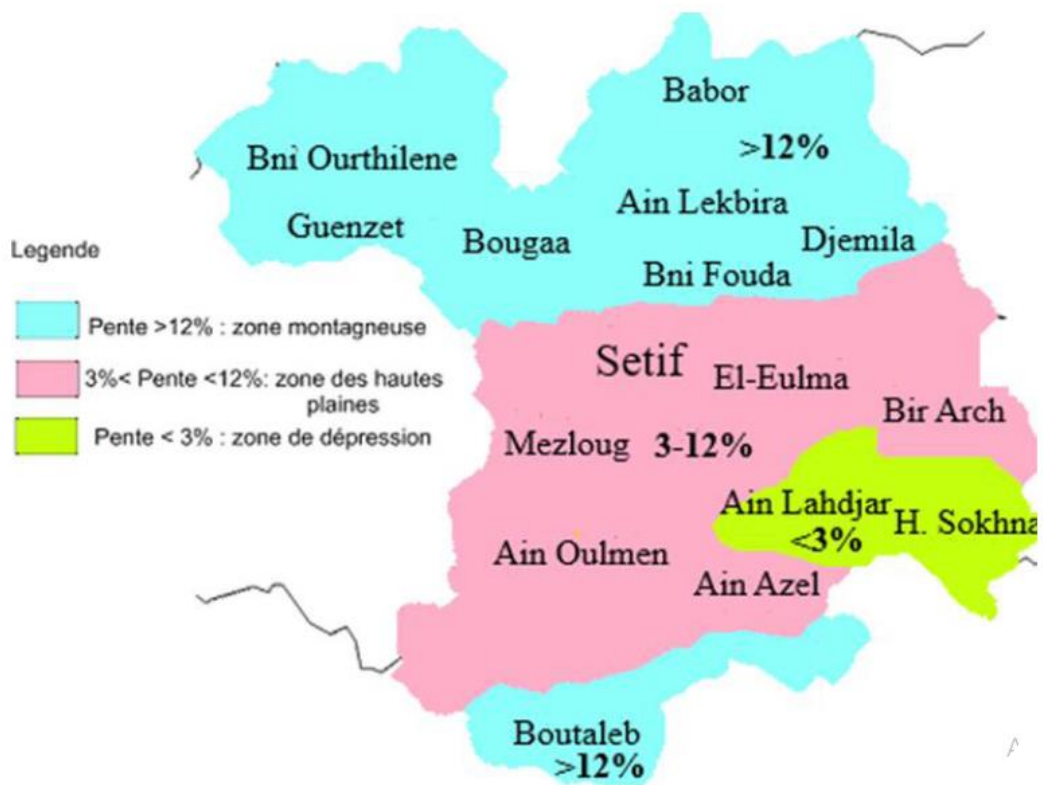 Babor
>12%
Bni Ourthilene
Ain Lekbira
Guenzet
Bougaa
Djemila
Bni Fouda
Legende
Pente >12% : zone montagneuse
3%< Pente <12%: zone des hautes
plaines
Pente < 3% : zone de dépression
Setif
El-Eulma
Bir Arch
Mezloug 3-12%
Ain Lahdjar
H. Sokhna
<3%
Ain Oulmen
Ain Azel
Boutaleb
>12%